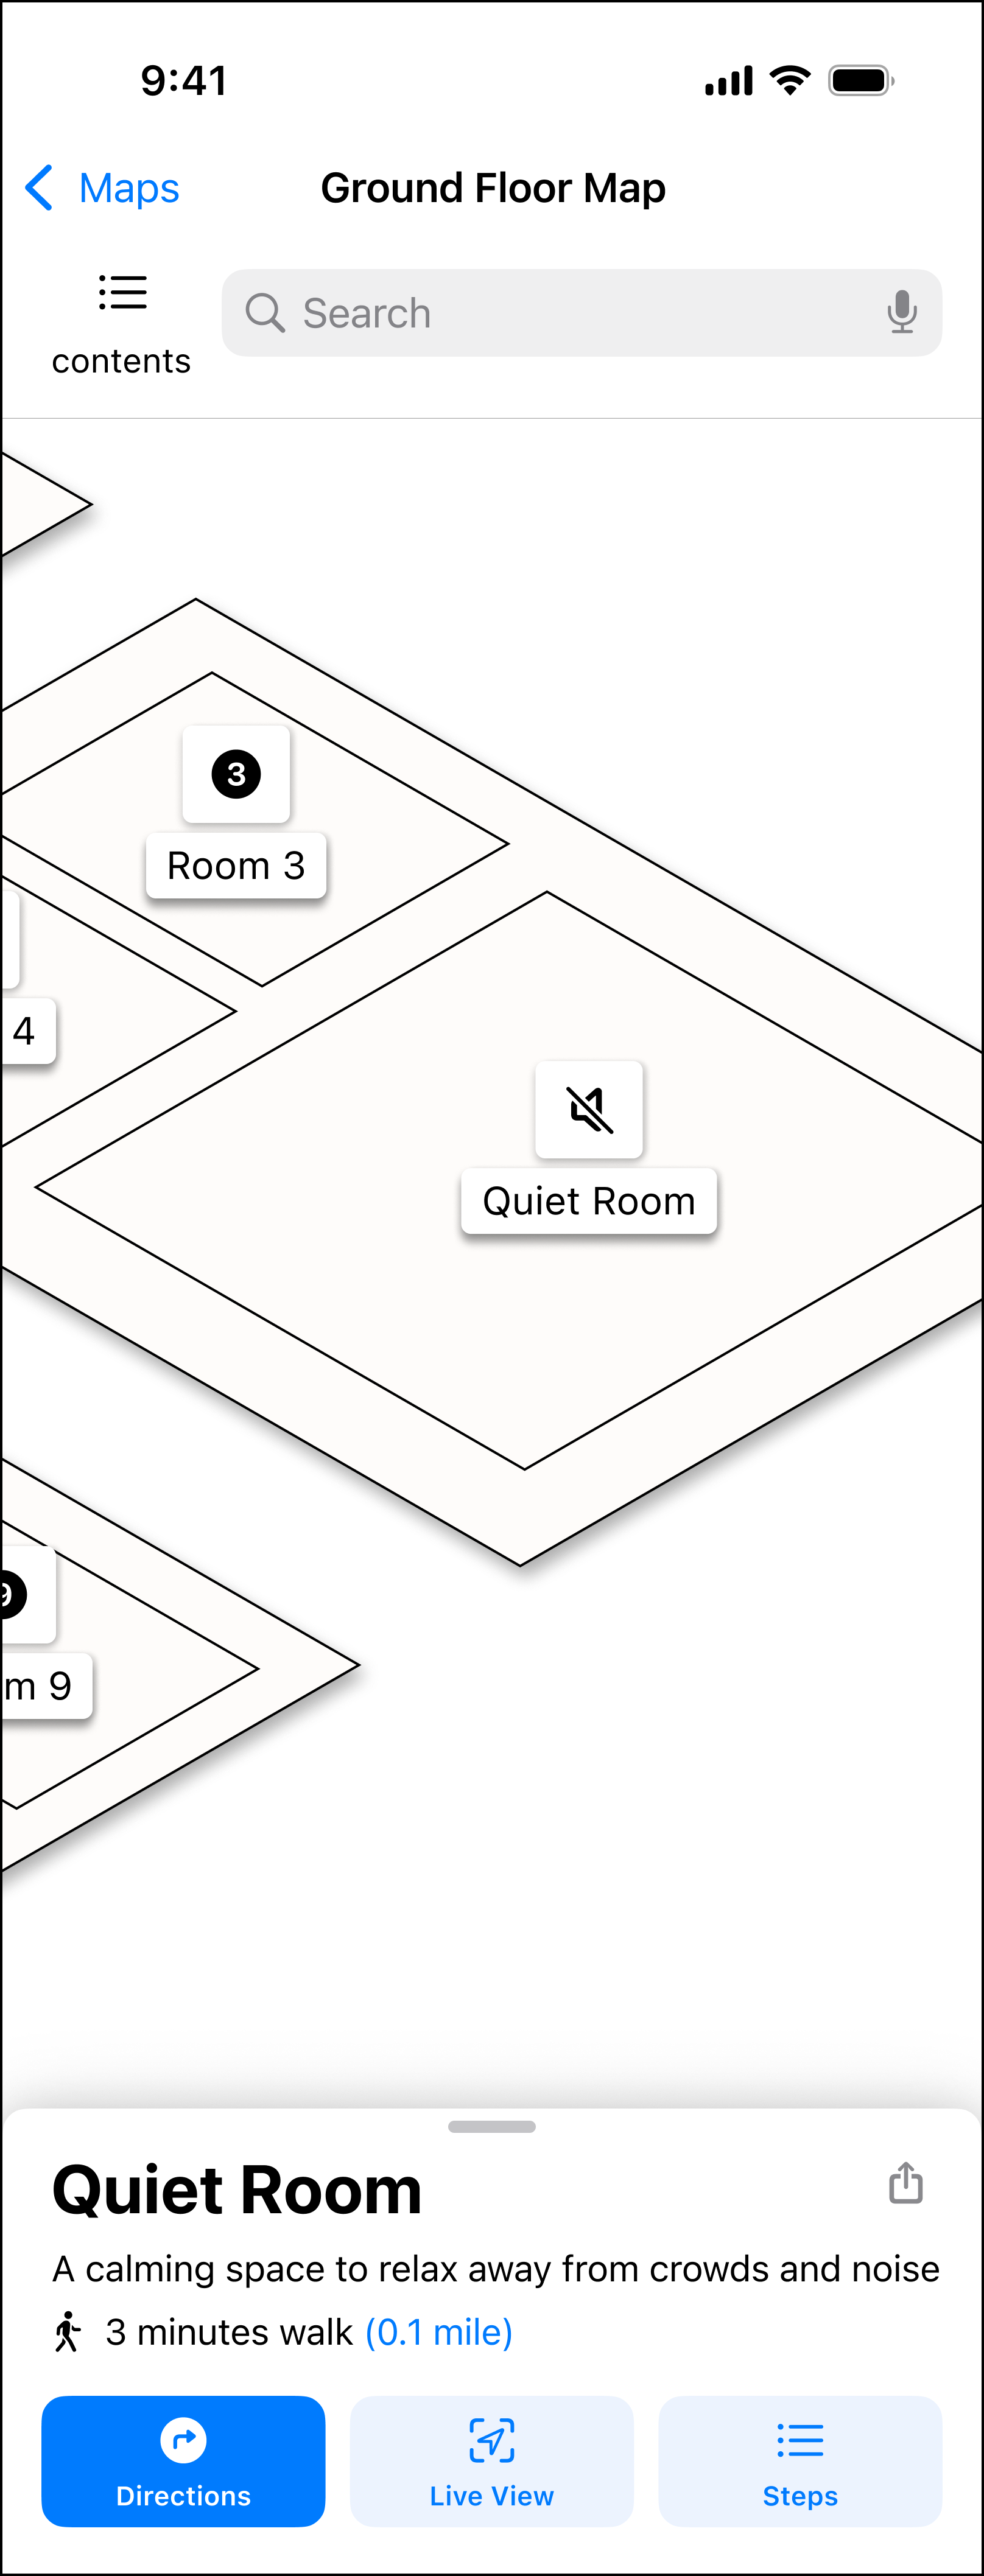 9:41
Maps
Ground Floor Map
Search
contents
3
Room 3
4
Quiet Room
9
m 9
Quiet Room
A calming space to relax away from crowds and noise
3 minutes walk (0.1 mile)
Directions
Live View
Steps